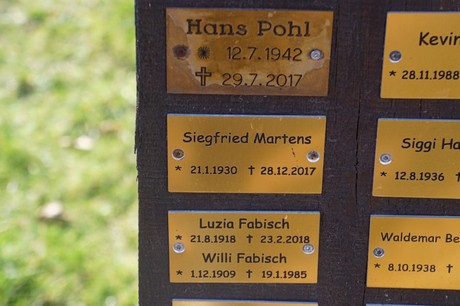 Hans Pohl
* 12.7.1942
† 29.7.2017
Siegfried Martens
* 21.1.1930 † 28.12.2017
Luzia Fabisch
* 21.8.1918 † 23.2.2018
Willi Fabisch
* 1.12.1909 † 19.1.1985
Kevin
* 28.11.1988
Siggi Ha
* 12.8.1936 †
Waldemar Be
* 8.10.1938 †